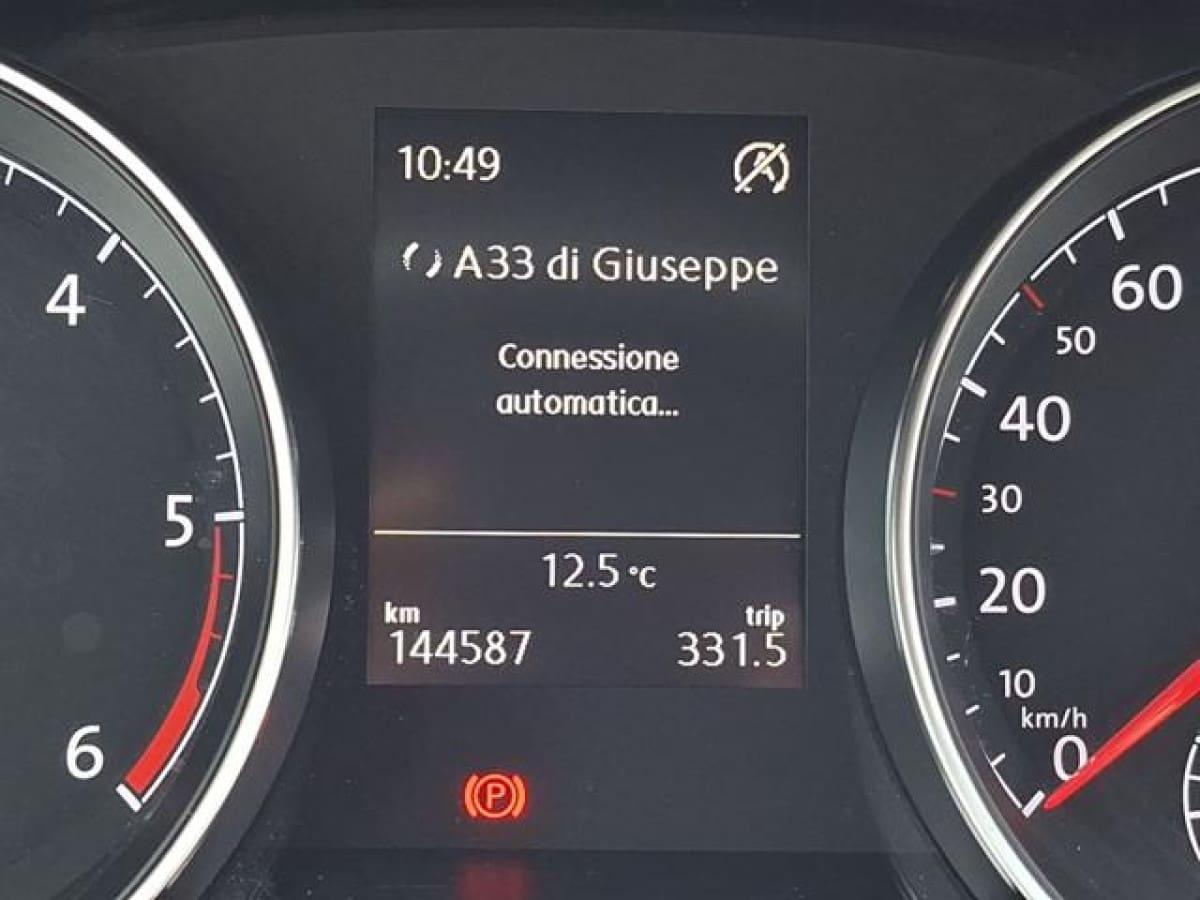 10:49
A33 di Giuseppe
Connessione
automatica...
12.5 °C
km trip
144587 331.5
P
4
5
6
60
50
40
30
20
10
km/h
0